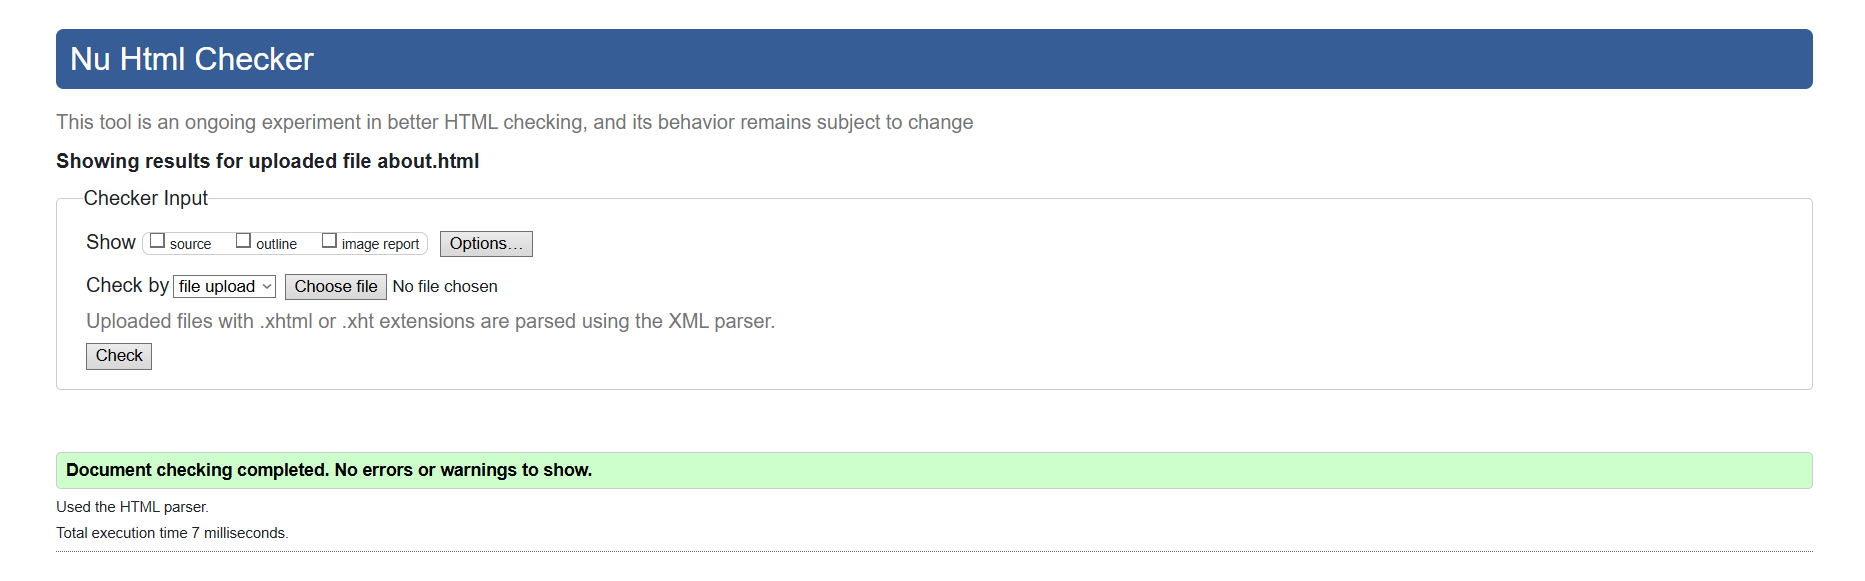 Nu Html Checker
This tool is an ongoing experiment in better HTML checking, and its behavior remains subject to change
Showing results for uploaded file about.html
Checker Input
Show source outline image report Options…
Check by file upload Choose file No file chosen
Uploaded files with .xhtml or .xht extensions are parsed using the XML parser.
Check
Document checking completed. No errors or warnings to show.
Used the HTML parser.
Total execution time 7 milliseconds.